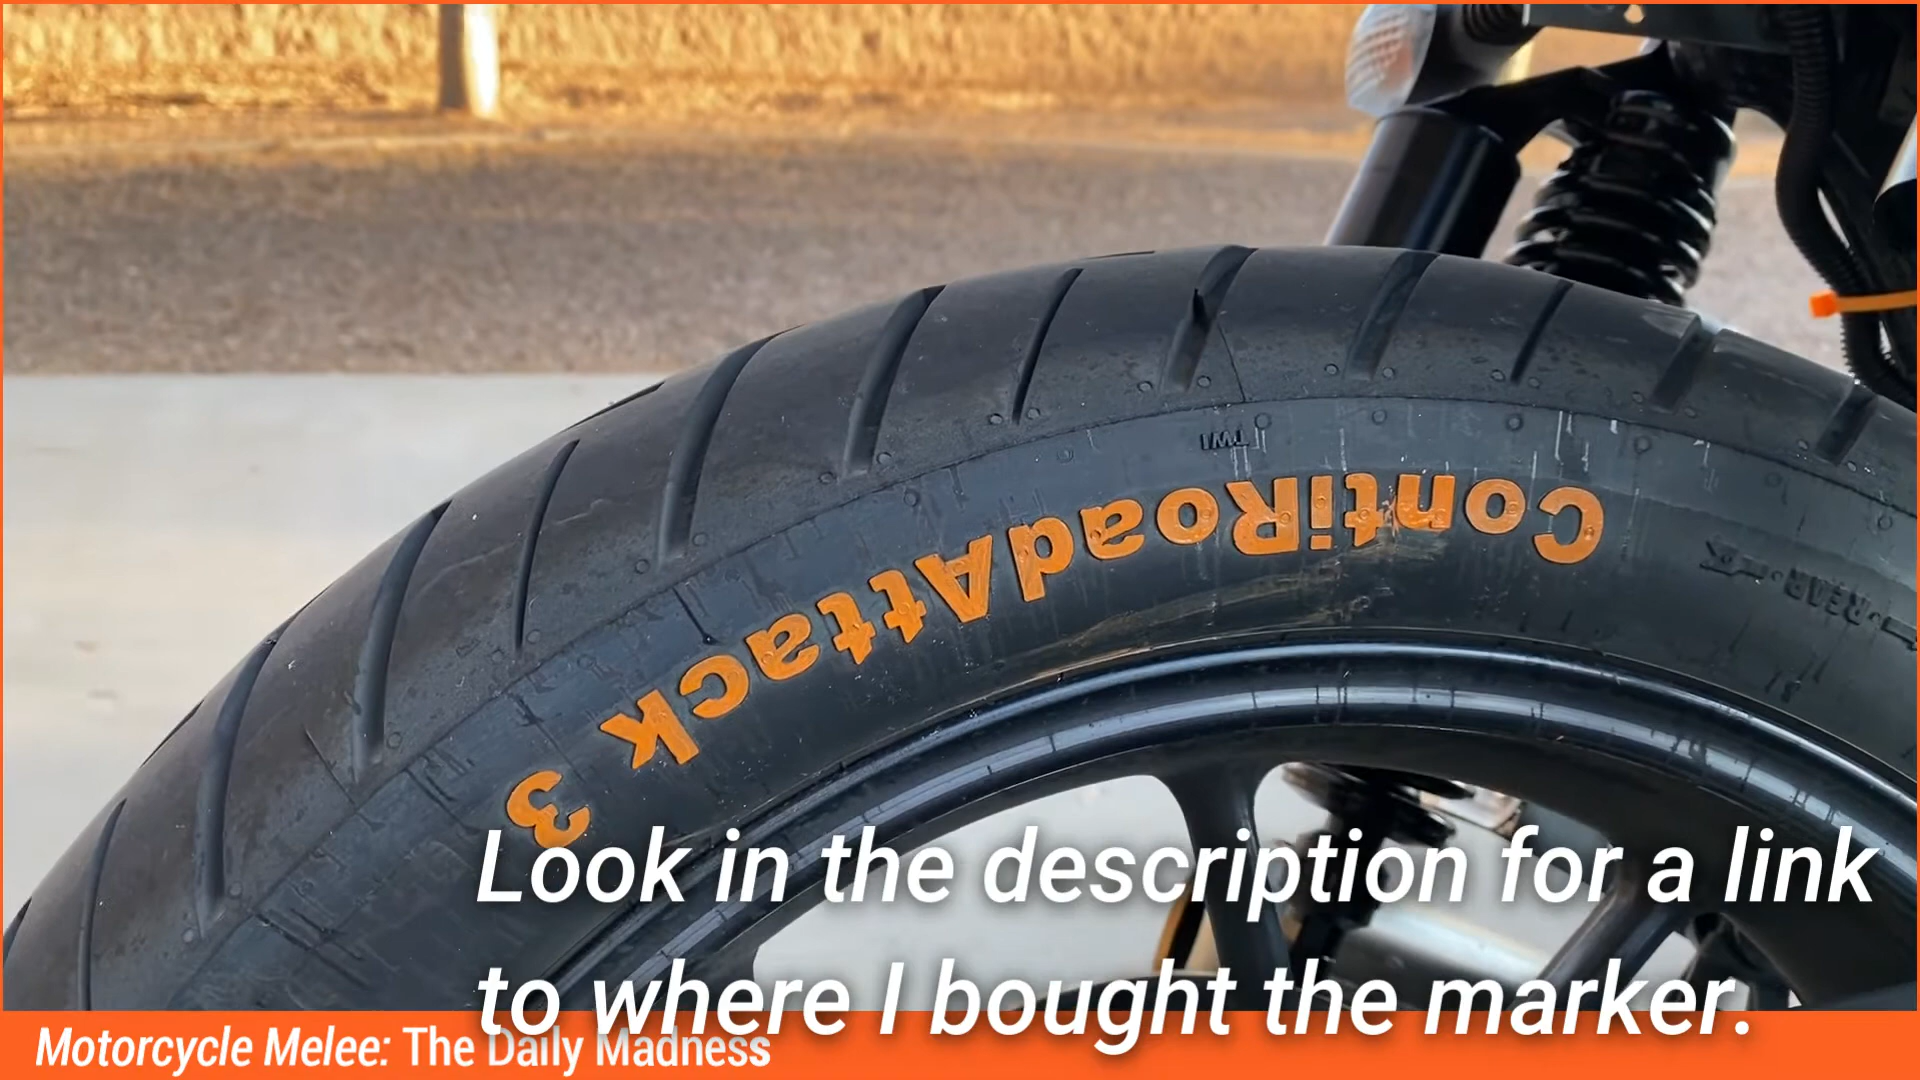 TWI
ContiRoadAttack 3
REAR
Look in the description for a link
to where I bought the marker.
Motorcycle Melee: The Daily Madness